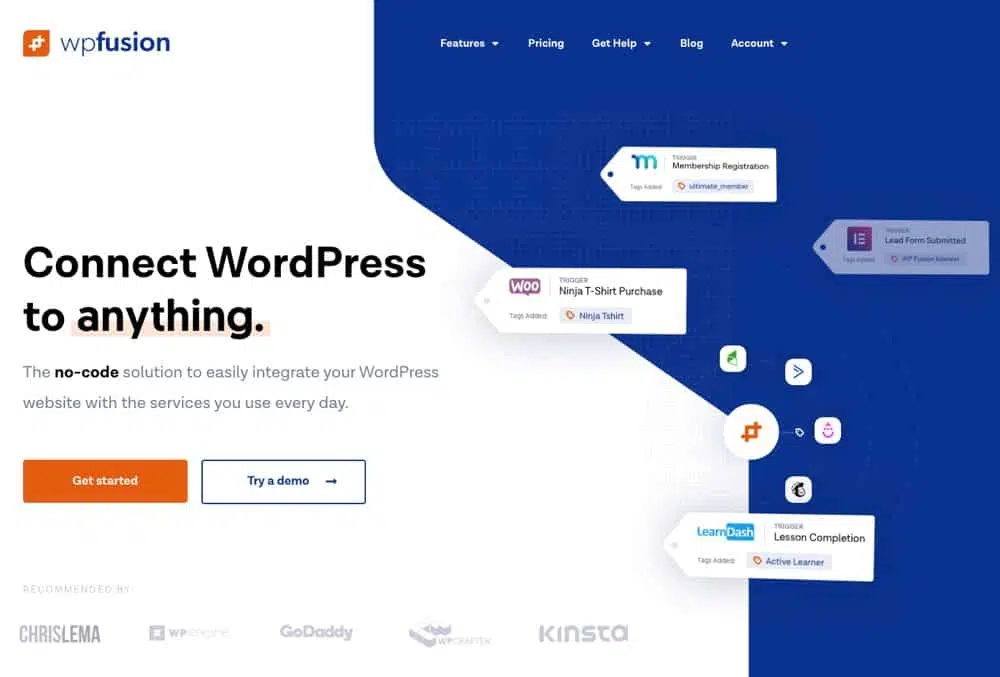 wpfusion
Features
Pricing
Get Help
Blog
Account
TRIGGER
Membership Registration
Tags Added
ultimate_member
TRIGGER
Lead Form Submitted
Tags Added
WP Fusion
Connect WordPress
to anything.
WOO
TRIGGER
Ninja T-Shirt Purchase
Tags Added:
Ninja Tshirt
The no-code solution to easily integrate your WordPress
website with the services you use every day.
Get started
Try a demo →
LearnDash
TRIGGER
Lesson Completion
Tags Added:
Active Learner
RECOMMENDED BY:
CHRISLEMA
WP engine
GoDaddy
WPCRAFTER
KINSTA